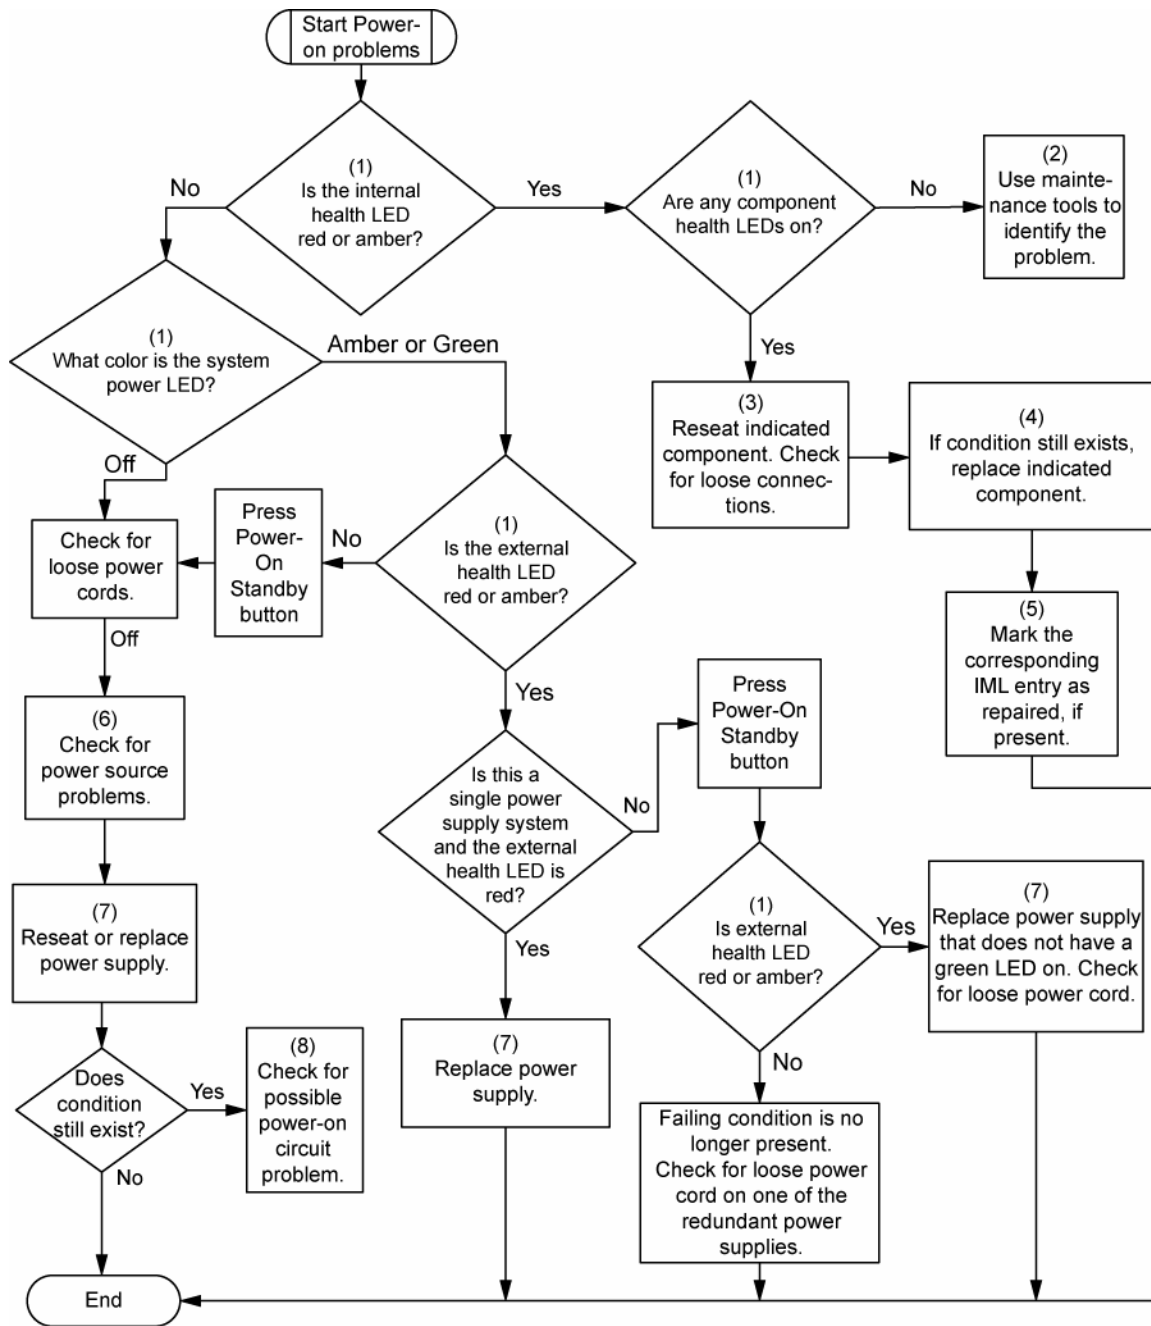 Start Power-
on problems
(1)
Is the internal
health LED
red or amber?
No
Yes
(1)
Are any component
health LEDs on?
No
(2)
Use mainte-
nance tools to
identify the
problem.
(1)
What color is the system
power LED?
Amber or Green
Yes
(3)
Reseat indicated
component. Check
for loose connec-
tions.
(4)
If condition still exists,
replace indicated
component.
Off
Check for
loose power
cords.
Press
Power-
On
Standby
button
No
(1)
Is the external
health LED
red or amber?
(5)
Mark the
corresponding
IML entry as
repaired, if
present.
Off
Yes
(6)
Check for
power source
problems.
Is this a
single power
supply system
and the external
health LED is
red?
No
Press
Power-On
Standby
button
(7)
Reseat or replace
power supply.
Yes
(1)
Is external
health LED
red or amber?
Yes
(7)
Replace power supply
that does not have a
green LED on. Check
for loose power cord.
Does
condition
still exist?
Yes
(8)
Check for
possible
power-on
circuit
problem.
(7)
Replace power
supply.
No
Failing condition is no
longer present.
Check for loose power
cord on one of the
redundant power
supplies.
No
End